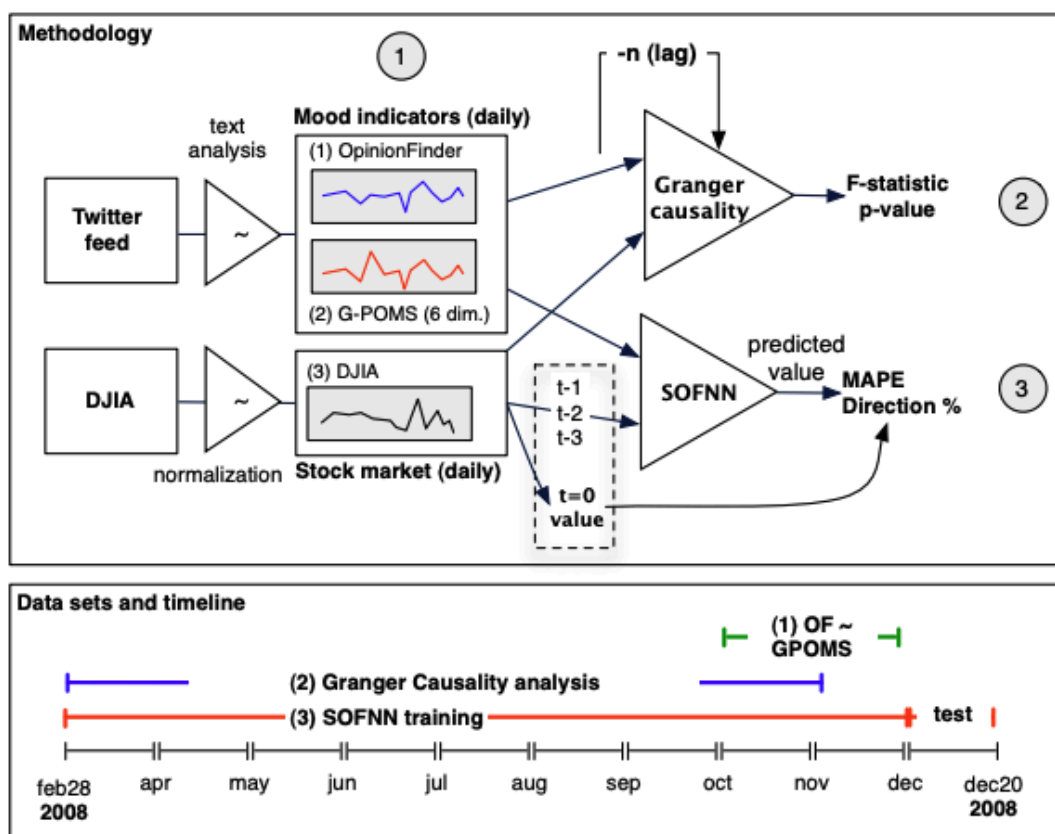 Methodology
1
-n (lag)
text
analysis
Mood indicators (daily)
(1) OpinionFinder
Twitter
feed
~
(2) G-POMS (6 dim.)
Granger
causality
F-statistic
p-value
2
DJIA
~
normalization
(3) DJIA
Stock market (daily)
t-1
t-2
t-3
t=0
value
SOFNN
predicted
value
MAPE
Direction %
3
Data sets and timeline
(1) OF ~
GPOMS
(2) Granger Causality analysis
(3) SOFNN training
test
feb28 apr may jun jul aug sep oct nov dec dec20
2008 2008